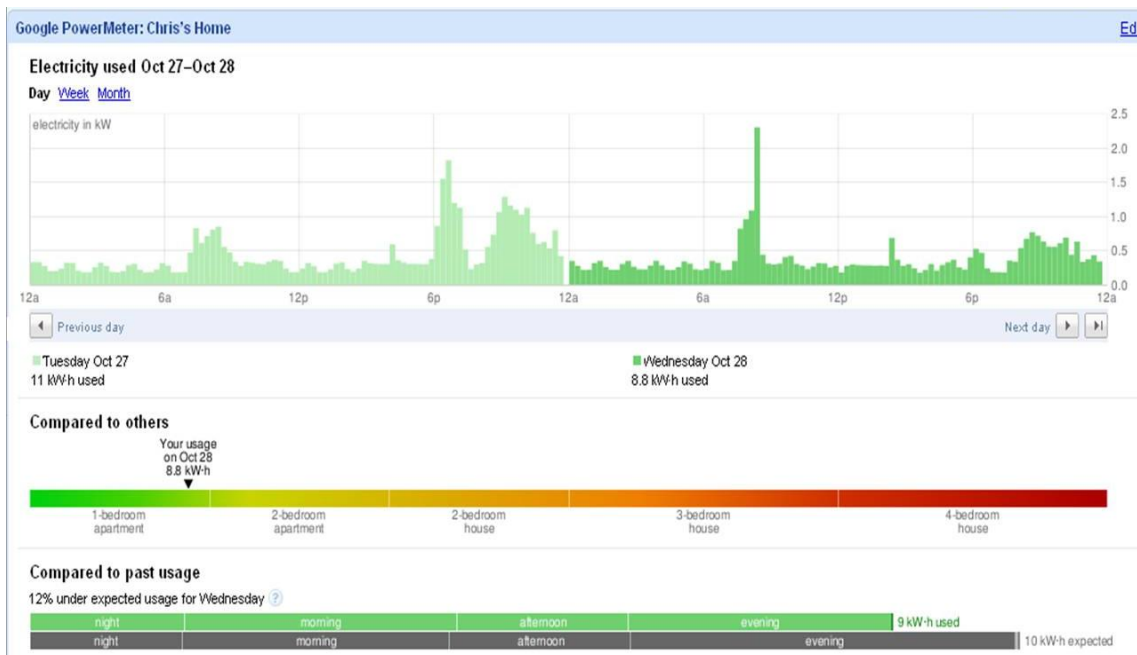 Google PowerMeter: Chris's Home Ed
Electricity used Oct 27–Oct 28
Day Week Month
electricity in kW
2.5
2.0
1.5
1.0
0.5
0.0
12a 6a 12p 6p 12a 6a 12p 6p 12a
Previous day Next day
Tuesday Oct 27 Wednesday Oct 28
11 kW-h used 8.8 kW-h used
Compared to others
Your usage
on Oct 28
8.8 kW-h
1-bedroom 2-bedroom 2-bedroom 3-bedroom 4-bedroom
apartment apartment house house house
Compared to past usage
12% under expected usage for Wednesday ?
night morning afternoon evening 9 kW-h used
night morning afternoon evening 10 kW-h expected